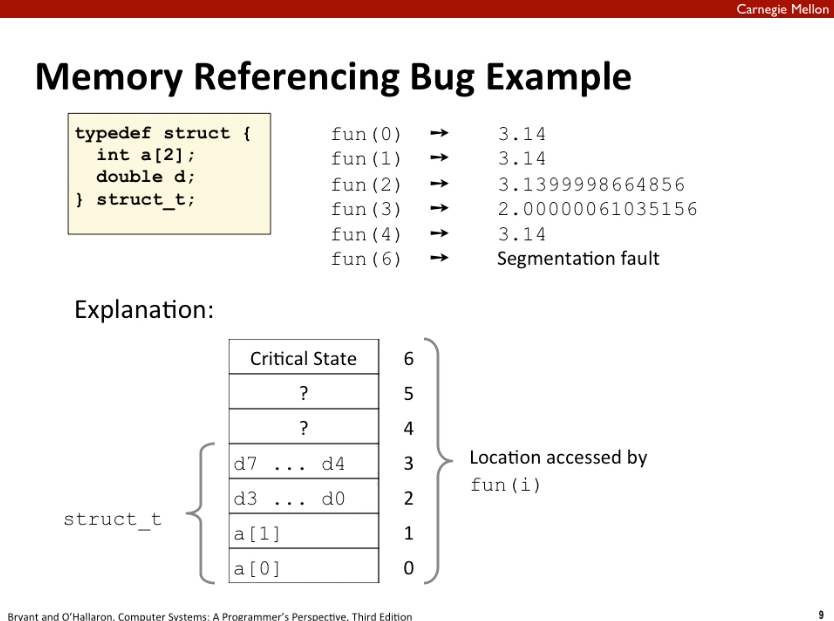 Carnegie Mellon
Memory Referencing Bug Example
typedef struct {
int a[2];
double d;
} struct_t;
fun(0) ➙ 3.14
fun(1) ➙ 3.14
fun(2) ➙ 3.1399998664856
fun(3) ➙ 2.00000061035156
fun(4) ➙ 3.14
fun(6) ➙ Segmentation fault
Explanation:
Critical State 6
? 5
? 4
d7 ... d4 3
d3 ... d0 2
a[1] 1
a[0] 0
struct_t
Location accessed by
fun(i)
Bryant and O'Hallaron, Computer Systems: A Programmer's Perspective, Third Edition
9